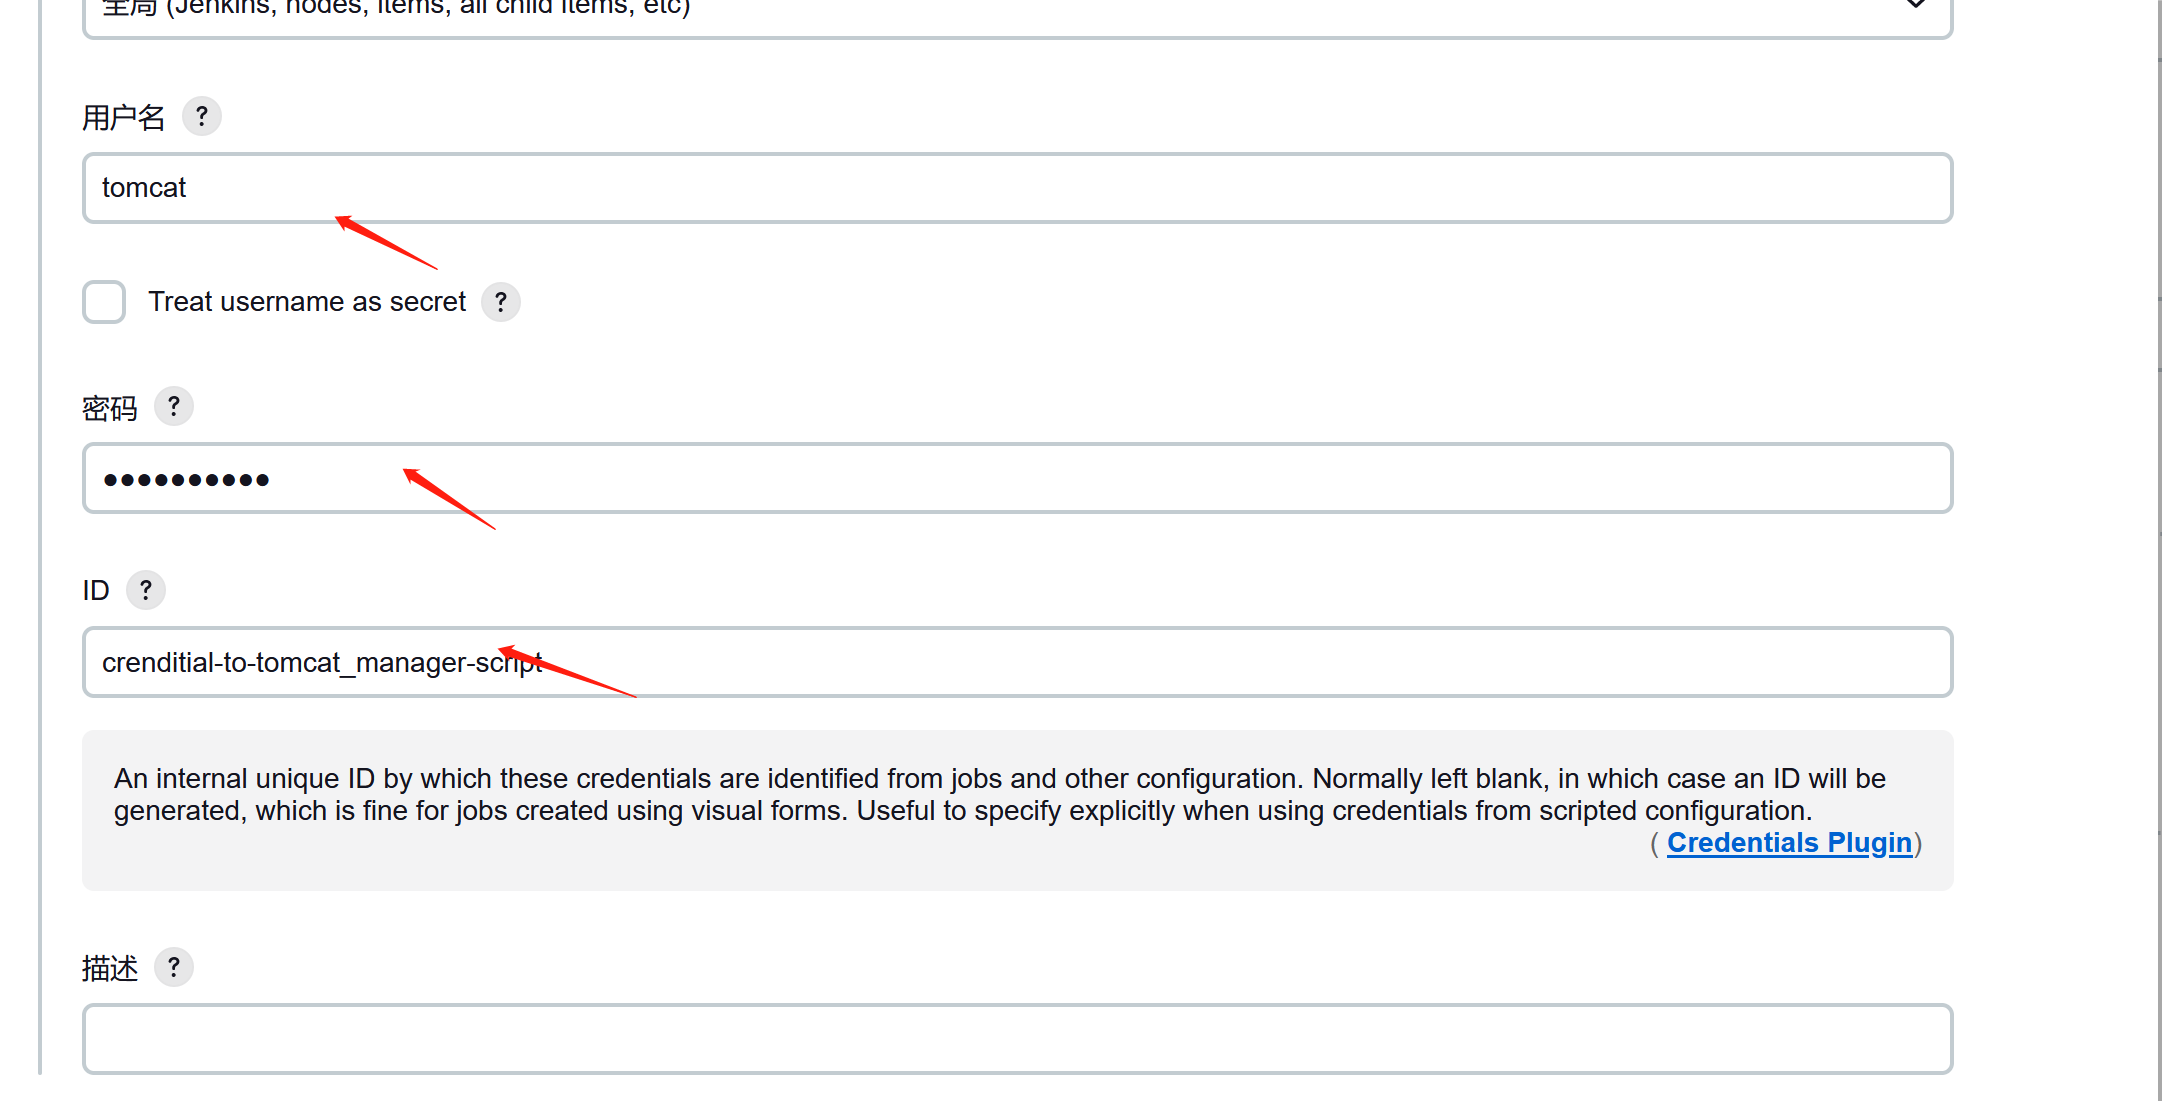 全局 (Jenkins, nodes, items, all child items, etc)
用户名 ?
tomcat
Treat username as secret ?
密码 ?
••••••••••
ID ?
crenditial-to-tomcat_manager-script
An internal unique ID by which these credentials are identified from jobs and other configuration. Normally left blank, in which case an ID will be
generated, which is fine for jobs created using visual forms. Useful to specify explicitly when using credentials from scripted configuration.
( Credentials Plugin)
描述 ?